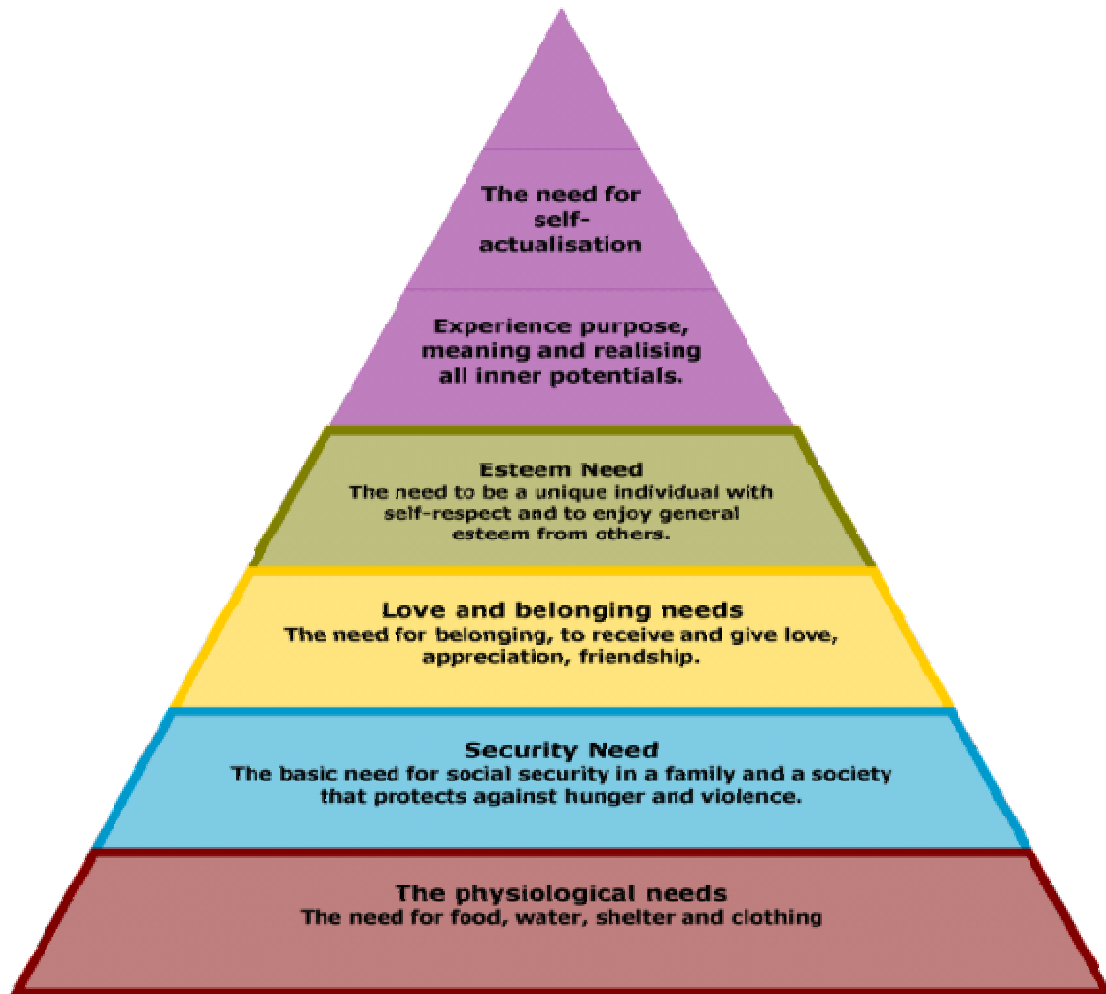 The need for
self-
actualisation
Experience purpose,
meaning and realising
all inner potentials.
Esteem Need
The need to be a unique individual with
self-respect and to enjoy general
esteem from others.
Love and belonging needs
The need for belonging, to receive and give love,
appreciation, friendship.
Security Need
The basic need for social security in a family and a society
that protects against hunger and violence.
The physiological needs
The need for food, water, shelter and clothing